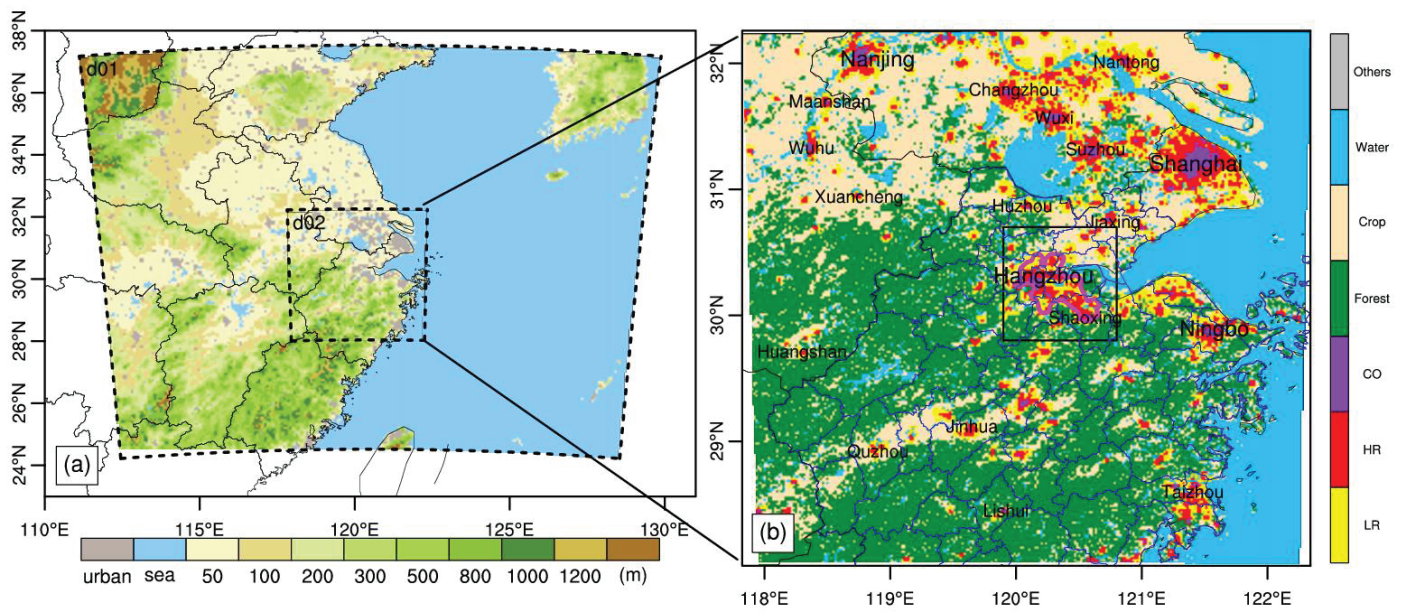 38°N
36°N
34°N
32°N
30°N
28°N
26°N
24°N
d01
d02
(a)
110°E 115°E 120°E 125°E 130°E
urban sea 50 100 200 300 500 800 1000 1200 (m)
32°N
31°N
30°N
29°N
Nanjing
Nantong
Changzhou
Maanshan
Wuxi
Wuhu
Suzhou
Shanghai
Xuancheng
Huzhou
Jiaxing
Hangzhou
Shaoxing
Ningbo
Huangshan
Jinhua
Quzhou
Taizhou
Lishui
(b)
118°E 119°E 120°E 121°E 122°E
Others
Water
Crop
Forest
CO
HR
LR